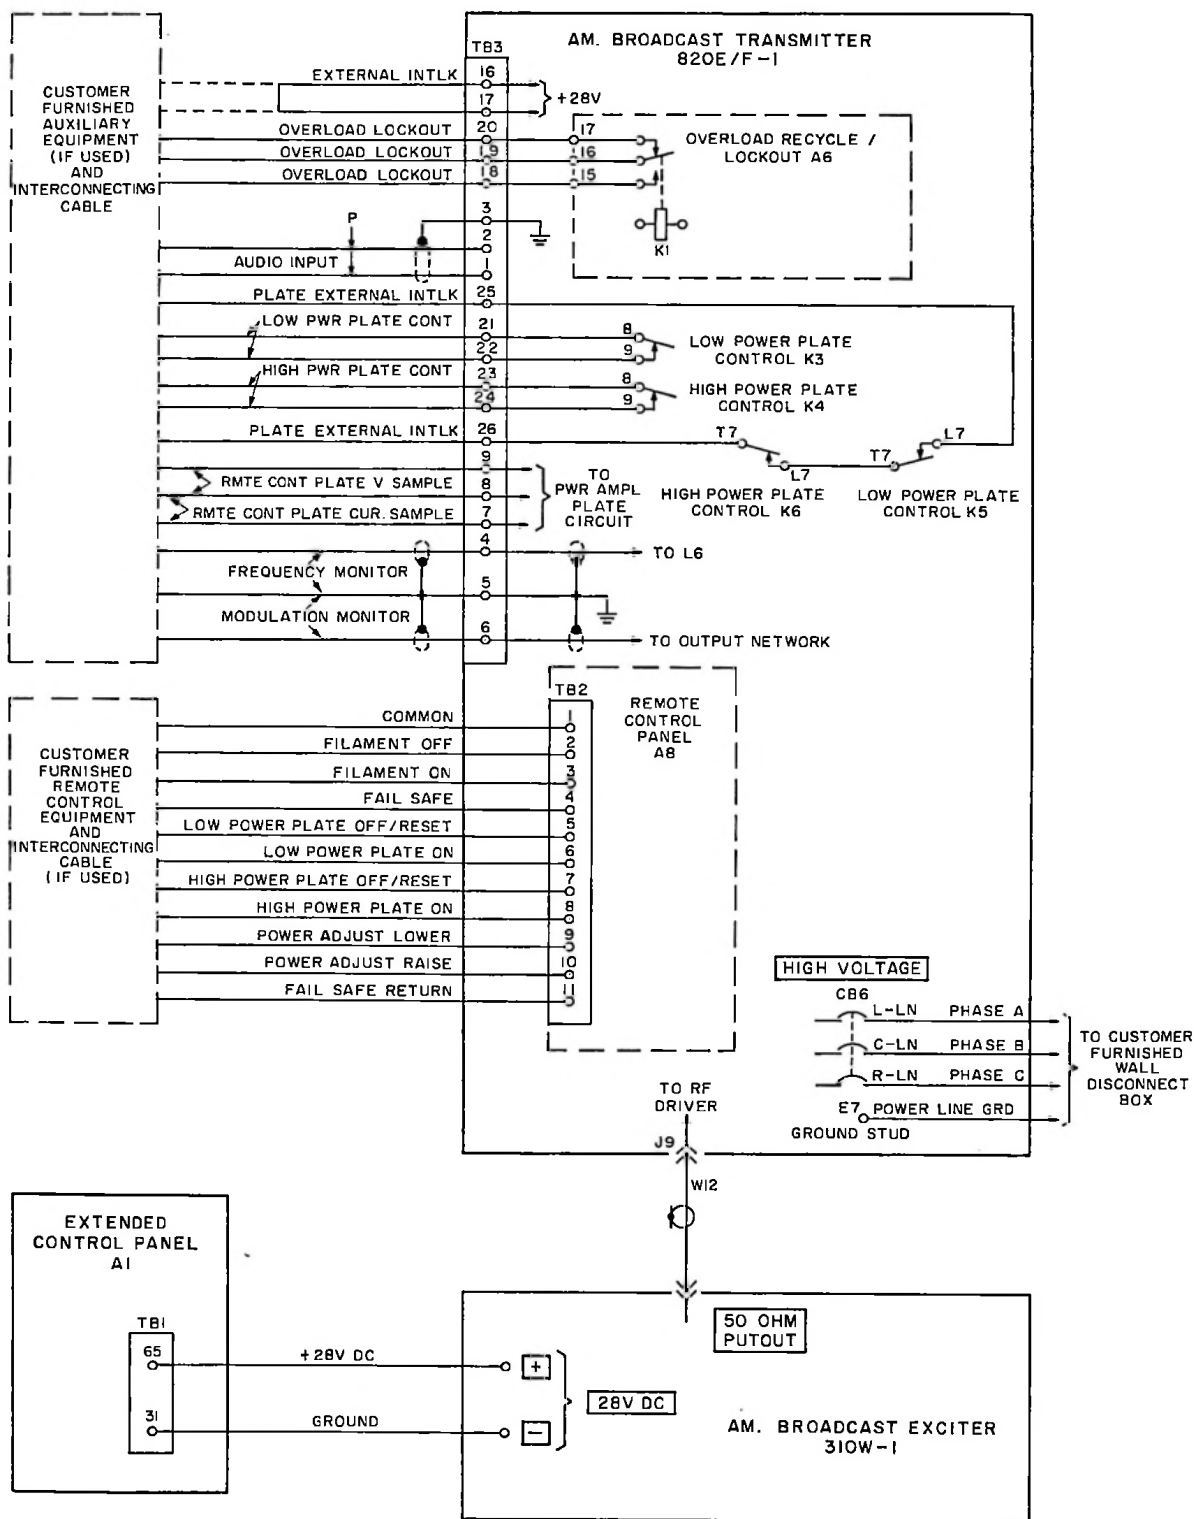 AM. BROADCAST TRANSMITTER
820E/F-1
TB3
CUSTOMER
FURNISHED
AUXILIARY
EQUIPMENT
(IF USED)
AND
INTERCONNECTING
CABLE
EXTERNAL INTLK
16
17
+28V
OVERLOAD LOCKOUT
20
17
OVERLOAD LOCKOUT
19
16
OVERLOAD LOCKOUT
18
15
OVERLOAD RECYCLE /
LOCKOUT A6
K1
P
3
2
AUDIO INPUT
1
PLATE EXTERNAL INTLK
25
LOW PWR PLATE CONT
21
8
22
9
LOW POWER PLATE
CONTROL K3
HIGH PWR PLATE CONT
23
8
24
9
HIGH POWER PLATE
CONTROL K4
PLATE EXTERNAL INTLK
26
T7
L7
HIGH POWER PLATE
CONTROL K6
T7
L7
LOW POWER PLATE
CONTROL K5
9
RMTE CONT PLATE V SAMPLE
8
RMTE CONT PLATE CUR. SAMPLE
7
TO
PWR AMPL
PLATE
CIRCUIT
4
TO L6
FREQUENCY MONITOR
5
MODULATION MONITOR
6
TO OUTPUT NETWORK
CUSTOMER
FURNISHED
REMOTE
CONTROL
EQUIPMENT
AND
INTERCONNECTING
CABLE
(IF USED)
TB2
REMOTE
CONTROL
PANEL
A8
COMMON
1
FILAMENT OFF
2
FILAMENT ON
3
FAIL SAFE
4
LOW POWER PLATE OFF/RESET
5
LOW POWER PLATE ON
6
HIGH POWER PLATE OFF/RESET
7
HIGH POWER PLATE ON
8
POWER ADJUST LOWER
9
POWER ADJUST RAISE
10
FAIL SAFE RETURN
11
HIGH VOLTAGE
CB6
L-LN PHASE A
C-LN PHASE B
R-LN PHASE C
E7 POWER LINE GRD
GROUND STUD
TO CUSTOMER
FURNISHED
WALL
DISCONNECT
BOX
TO RF
DRIVER
J9
W12
EXTENDED
CONTROL PANEL
A1
TB1
65
+28V DC
+
31
GROUND
−
28V DC
50 OHM
PUTOUT
AM. BROADCAST EXCITER
310W-1